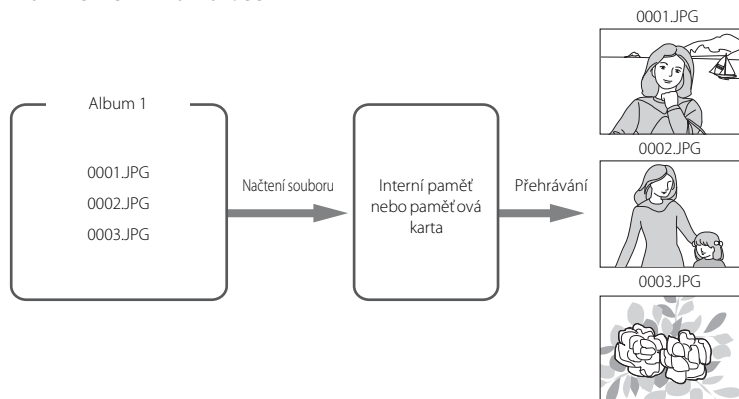 Album 1
0001.JPG
0002.JPG
0003.JPG
Načtení souboru
Interní paměť
nebo paměťová
karta
Přehrávání
0001.JPG
0002.JPG
0003.JPG